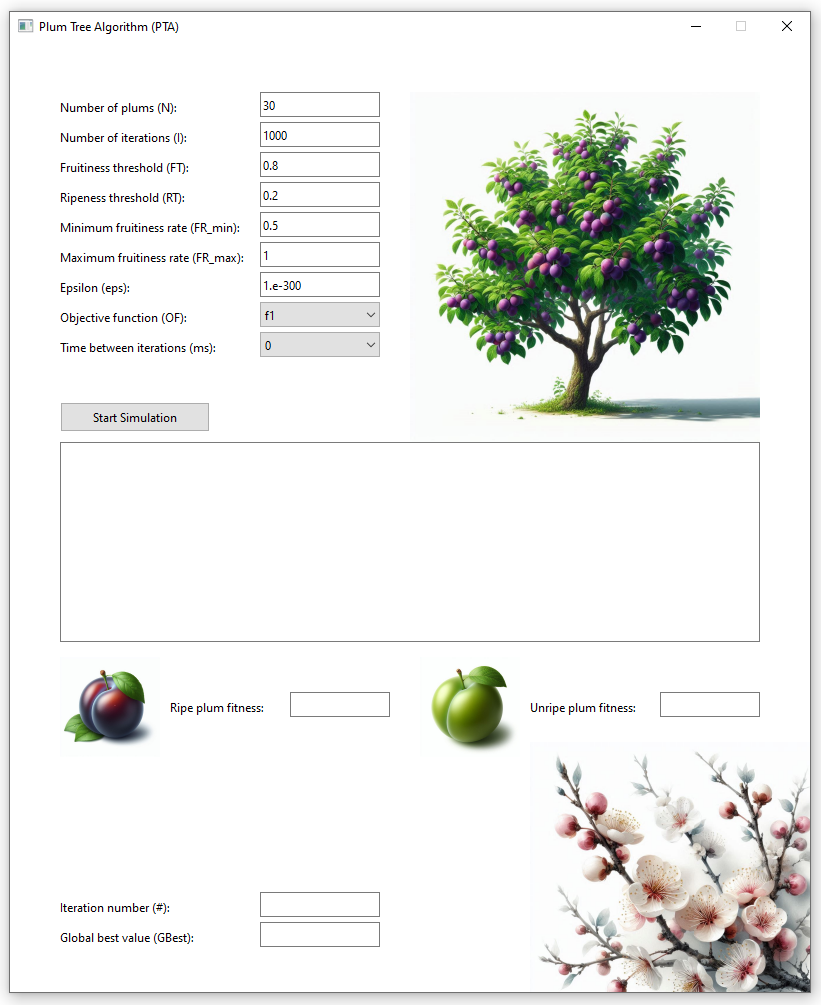 Plum Tree Algorithm (PTA)
Number of plums (N): 30
Number of iterations (I): 1000
Fruitiness threshold (FT): 0.8
Ripeness threshold (RT): 0.2
Minimum fruitiness rate (FR_min): 0.5
Maximum fruitiness rate (FR_max): 1
Epsilon (eps): 1.e-300
Objective function (OF): f1
Time between iterations (ms): 0
Start Simulation
Ripe plum fitness: Unripe plum fitness:
Iteration number (#):
Global best value (GBest):